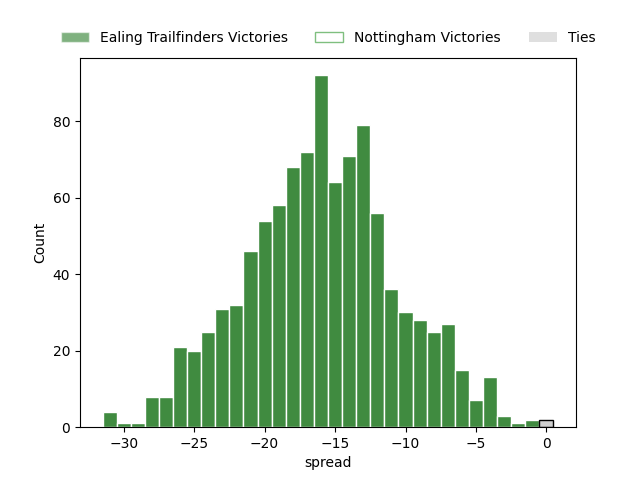 Ealing Trailfinders Victories Nottingham Victories Ties
80
60
40
20
0
Count
−30 −25 −20 −15 −10 −5 0
spread